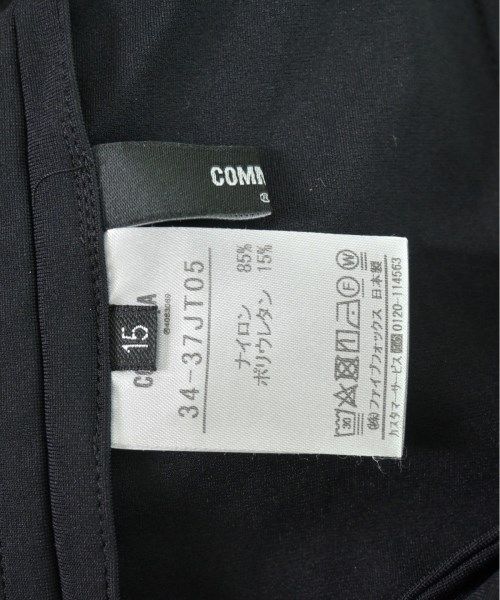 COMM
15
34-37JT05
ナイロン 85%
ポリウレタン 15%
30
F W
㈱ファイブフォックス 日本製
カスタマーサービス 0120-114563